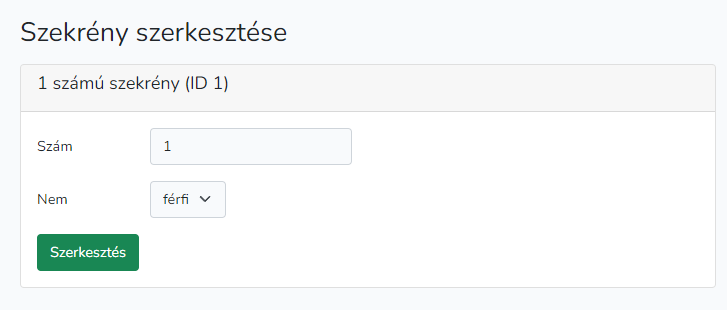 Szekrény szerkesztése
1 számú szekrény (ID 1)
Szám 1
Nem férfi
Szerkesztés